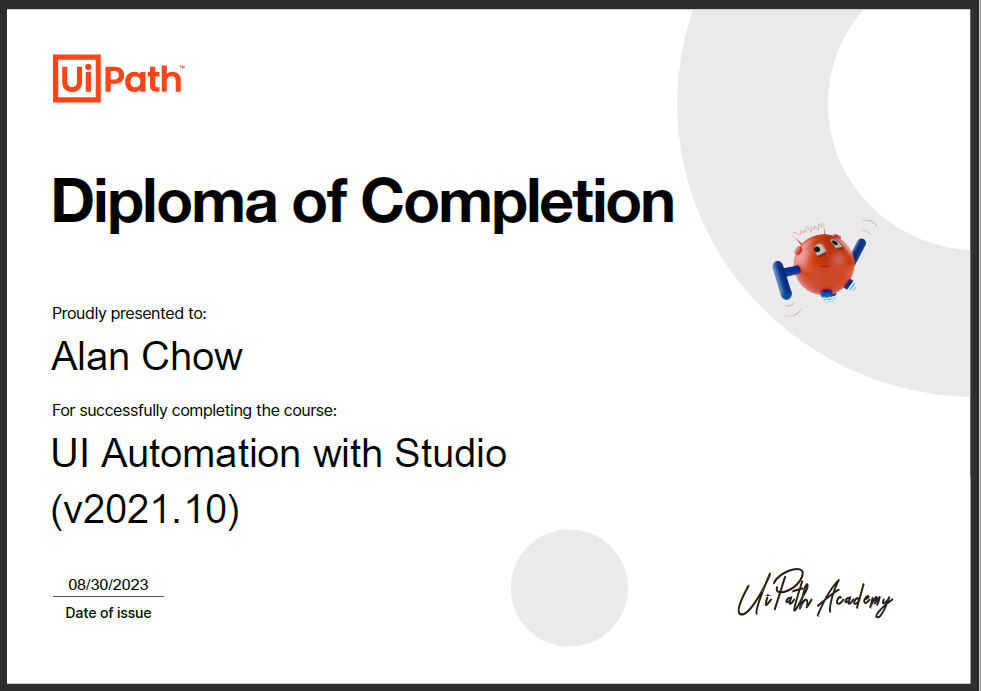 UiPath™
Diploma of Completion
Proudly presented to:
Alan Chow
For successfully completing the course:
UI Automation with Studio
(v2021.10)
08/30/2023
Date of issue
UiPath Academy